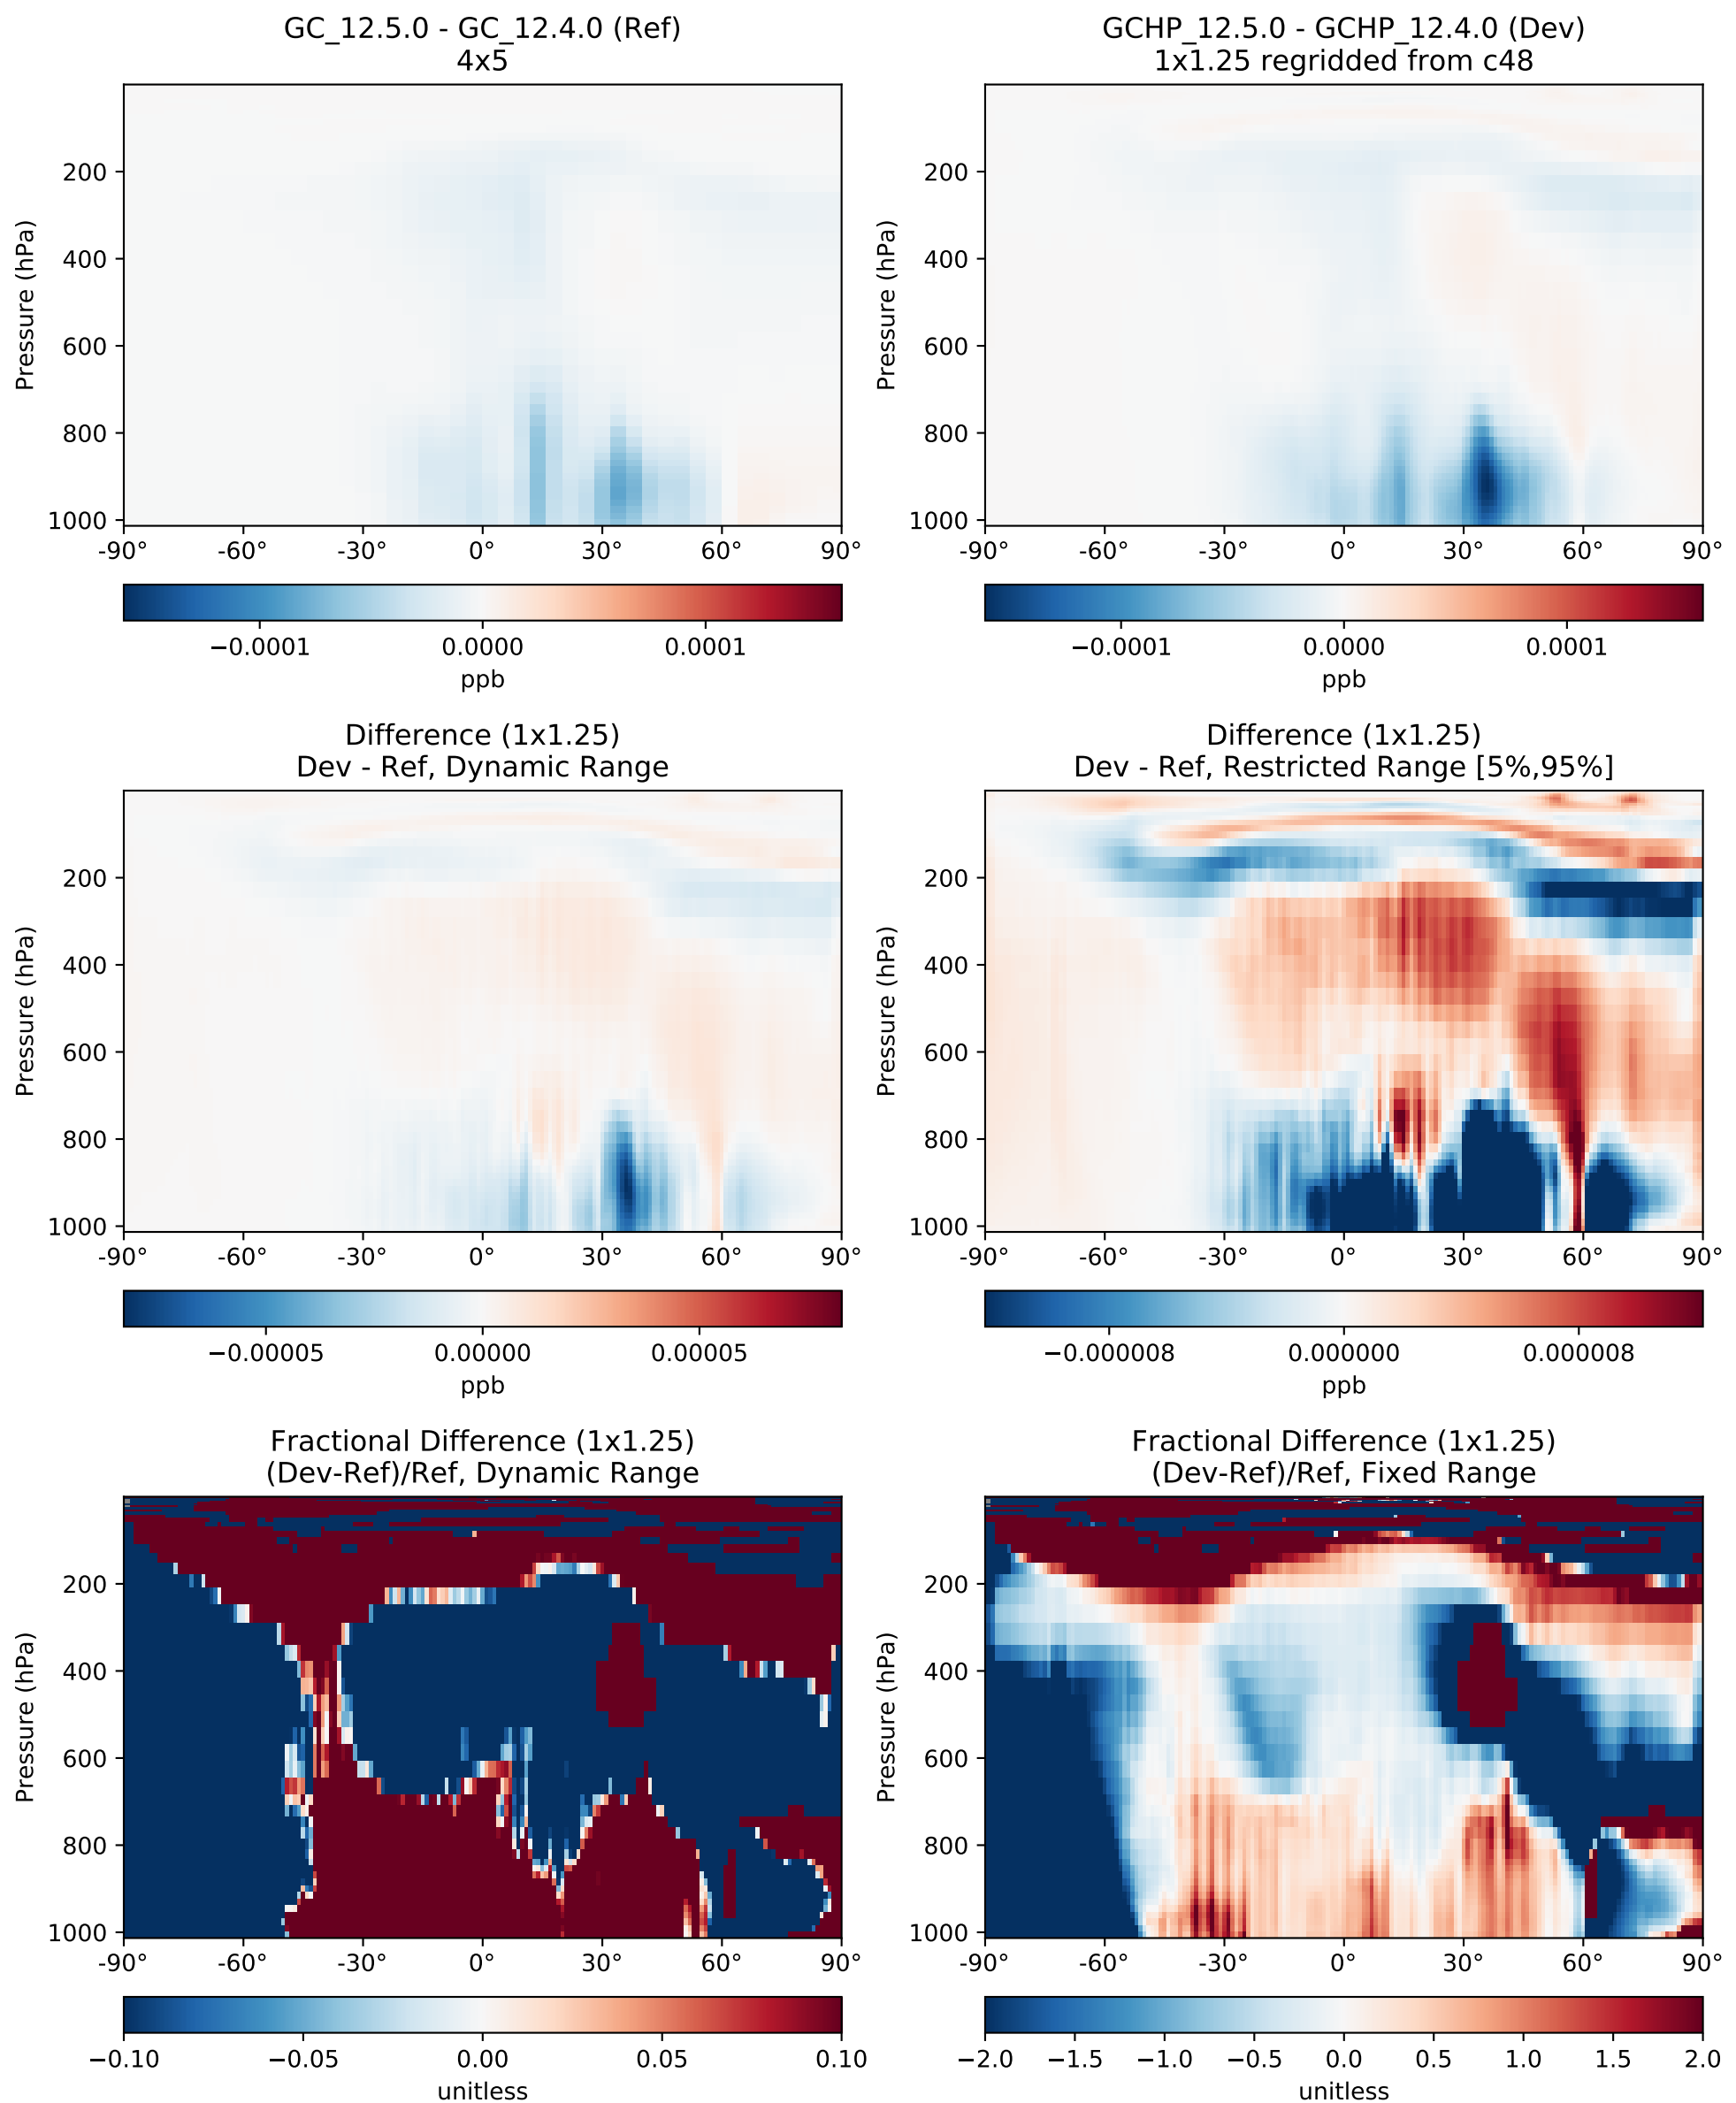 GC_12.5.0 - GC_12.4.0 (Ref)
4x5
Pressure (hPa)
200
400
600
800
1000
-90° -60° -30° 0° 30° 60° 90°
−0.0001 0.0000 0.0001
ppb
GCHP_12.5.0 - GCHP_12.4.0 (Dev)
1x1.25 regridded from c48
Pressure (hPa)
200
400
600
800
1000
-90° -60° -30° 0° 30° 60° 90°
−0.0001 0.0000 0.0001
ppb
Difference (1x1.25)
Dev - Ref, Dynamic Range
Pressure (hPa)
200
400
600
800
1000
-90° -60° -30° 0° 30° 60° 90°
−0.00005 0.00000 0.00005
ppb
Difference (1x1.25)
Dev - Ref, Restricted Range [5%,95%]
Pressure (hPa)
200
400
600
800
1000
-90° -60° -30° 0° 30° 60° 90°
−0.000008 0.000000 0.000008
ppb
Fractional Difference (1x1.25)
(Dev-Ref)/Ref, Dynamic Range
Pressure (hPa)
200
400
600
800
1000
-90° -60° -30° 0° 30° 60° 90°
−0.10 −0.05 0.00 0.05 0.10
unitless
Fractional Difference (1x1.25)
(Dev-Ref)/Ref, Fixed Range
Pressure (hPa)
200
400
600
800
1000
-90° -60° -30° 0° 30° 60° 90°
−2.0 −1.5 −1.0 −0.5 0.0 0.5 1.0 1.5 2.0
unitless